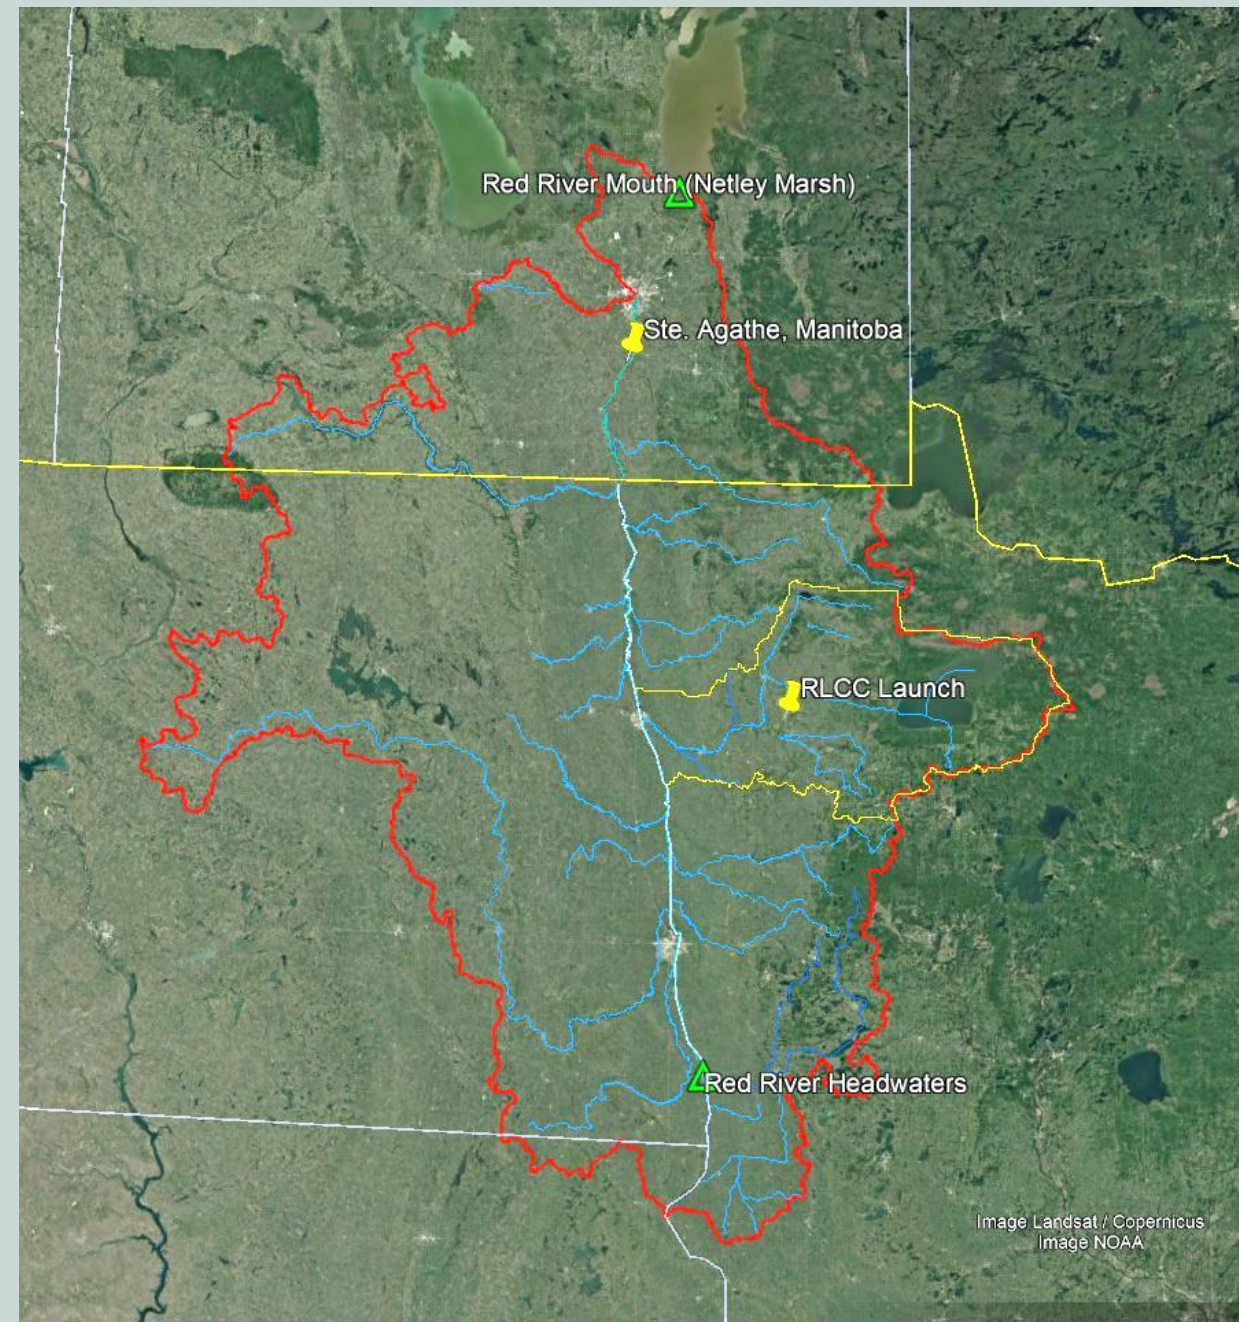 Red River Mouth (Netley Marsh)
Ste. Agathe, Manitoba
RLCC Launch
Red River Headwaters
Image Landsat / Copernicus
Image NOAA